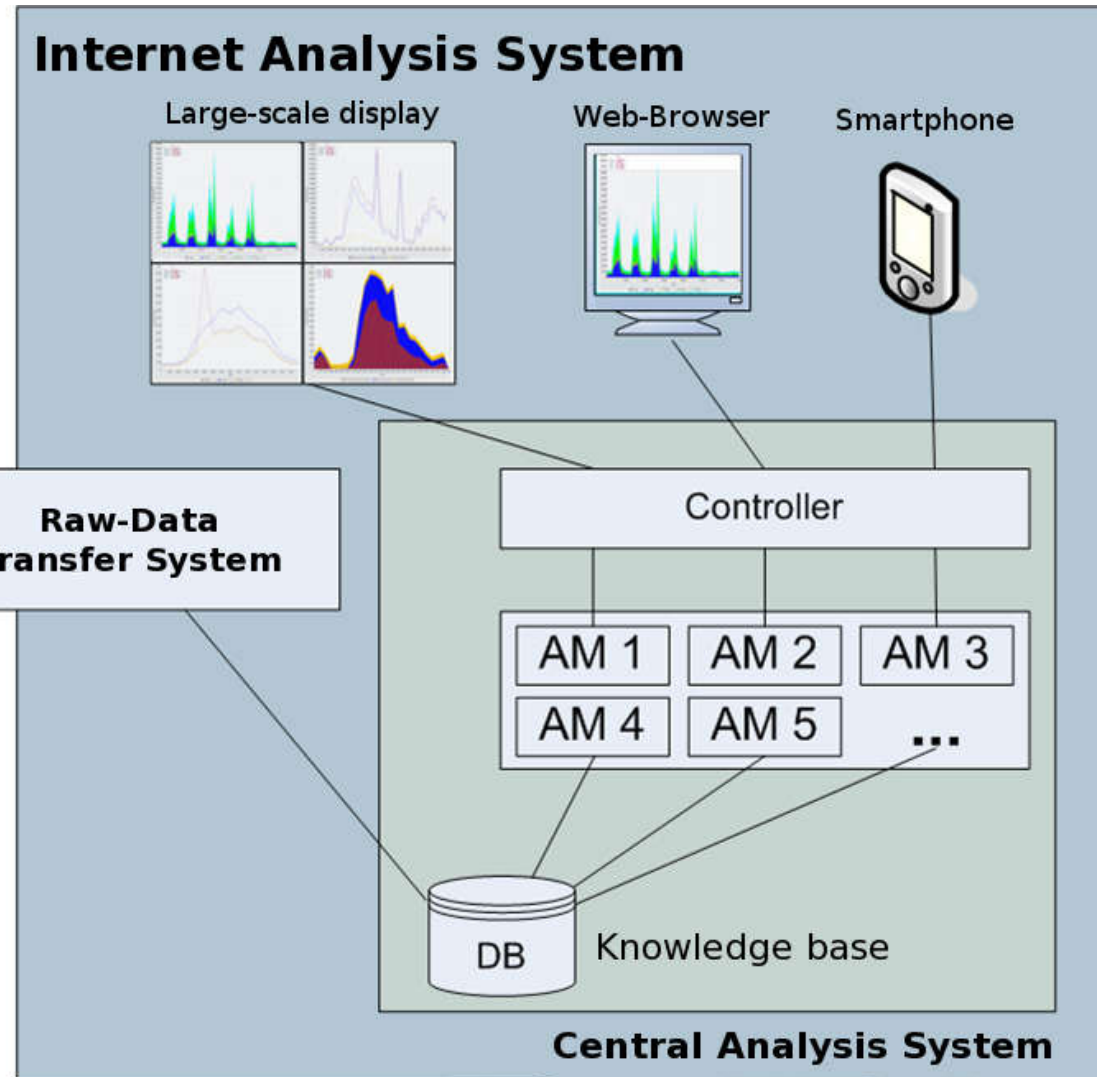 Internet Analysis System
Large-scale display
Web-Browser
Smartphone
Raw-Data
ransfer System
Controller
AM 1
AM 2
AM 3
AM 4
AM 5
...
DB
Knowledge base
Central Analysis System